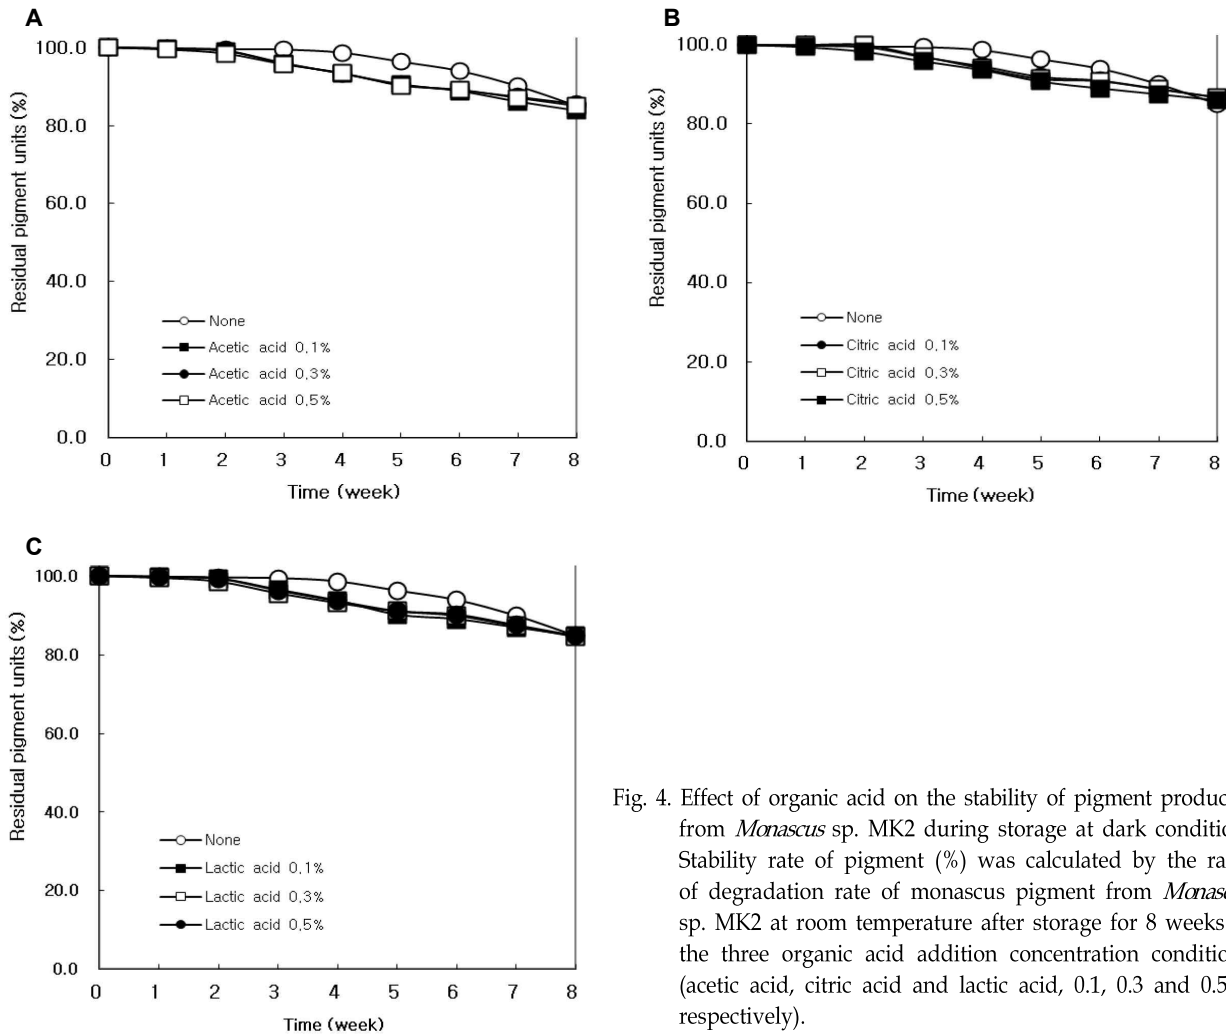 A
100.0
80.0
60.0
40.0
20.0
0.0
Residual pigment units (%)
None
Acetic acid 0.1%
Acetic acid 0.3%
Acetic acid 0.5%
0 1 2 3 4 5 6 7 8
Time (week)
B
100.0
80.0
60.0
40.0
20.0
0.0
Residual pigment units (%)
None
Citric acid 0.1%
Citric acid 0.3%
Citric acid 0.5%
0 1 2 3 4 5 6 7 8
Time (week)
C
100.0
80.0
60.0
40.0
20.0
0.0
Residual pigment units (%)
None
Lactic acid 0.1%
Lactic acid 0.3%
Lactic acid 0.5%
0 1 2 3 4 5 6 7 8
Time (week)
Fig. 4. Effect of organic acid on the stability of pigment produc
from Monascus sp. MK2 during storage at dark conditio
Stability rate of pigment (%) was calculated by the ra
of degradation rate of monascus pigment from Monasc
sp. MK2 at room temperature after storage for 8 weeks
the three organic acid addition concentration conditio
(acetic acid, citric acid and lactic acid, 0.1, 0.3 and 0.5
respectively).